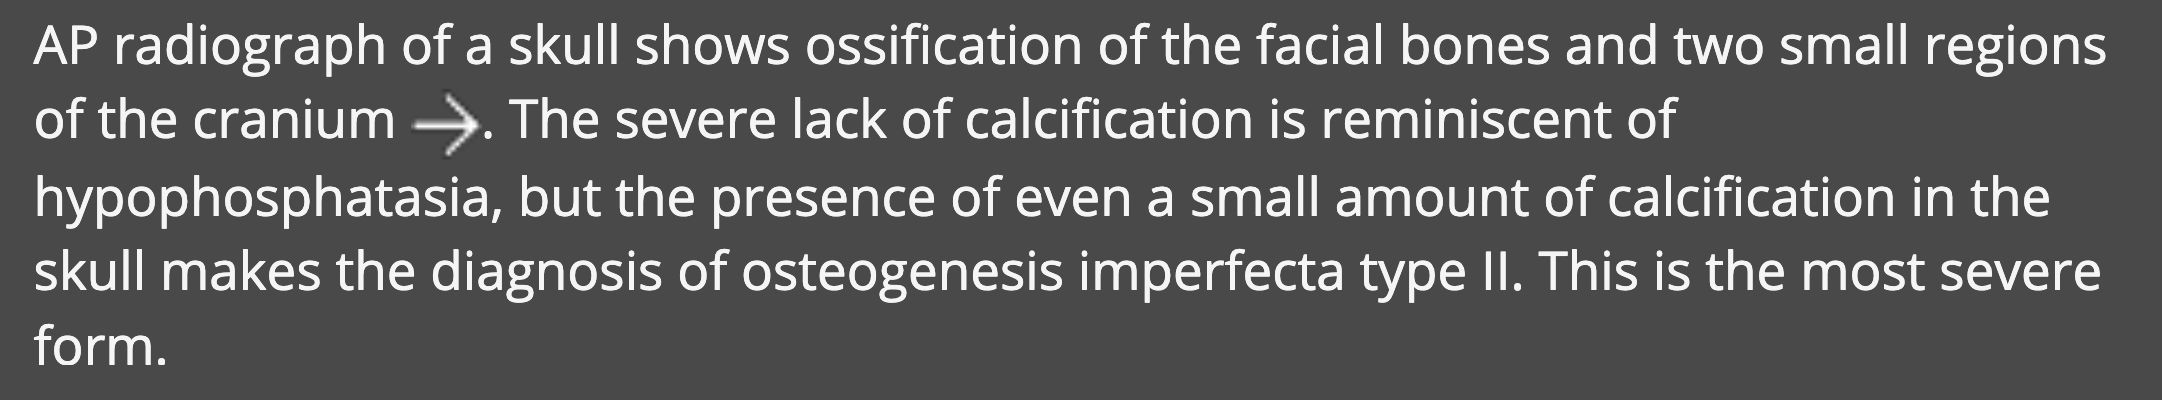 AP radiograph of a skull shows ossification of the facial bones and two small regions
of the cranium →. The severe lack of calcification is reminiscent of
hypophosphatasia, but the presence of even a small amount of calcification in the
skull makes the diagnosis of osteogenesis imperfecta type II. This is the most severe
form.